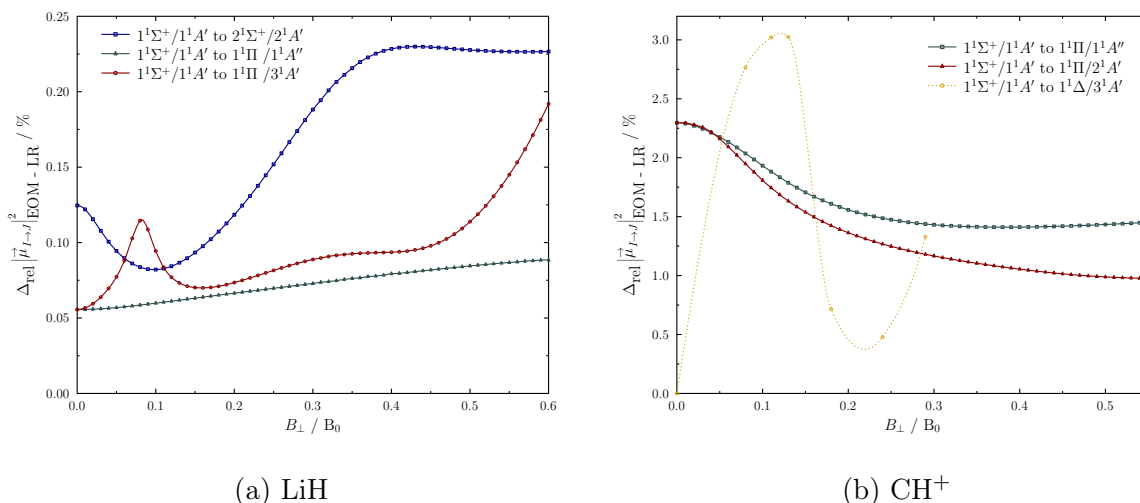 0.25
0.20
0.15
0.10
0.05
0.00
Δrel|μ⃗ I→J|²EOM - LR / %
1¹Σ⁺/1¹A′ to 2¹Σ⁺/2¹A′
1¹Σ⁺/1¹A′ to 1¹Π /1¹A″
1¹Σ⁺/1¹A′ to 1¹Π /3¹A′
0.0 0.1 0.2 0.3 0.4 0.5 0.6
B⊥ / B₀
(a) LiH
3.0
2.5
2.0
1.5
1.0
0.5
0.0
Δrel|μ⃗ I→J|²EOM - LR / %
1¹Σ⁺/1¹A′ to 1¹Π/1¹A″
1¹Σ⁺/1¹A′ to 1¹Π/2¹A′
1¹Σ⁺/1¹A′ to 1¹Δ/3¹A′
0.0 0.1 0.2 0.3 0.4 0.5
B⊥ / B₀
(b) CH⁺